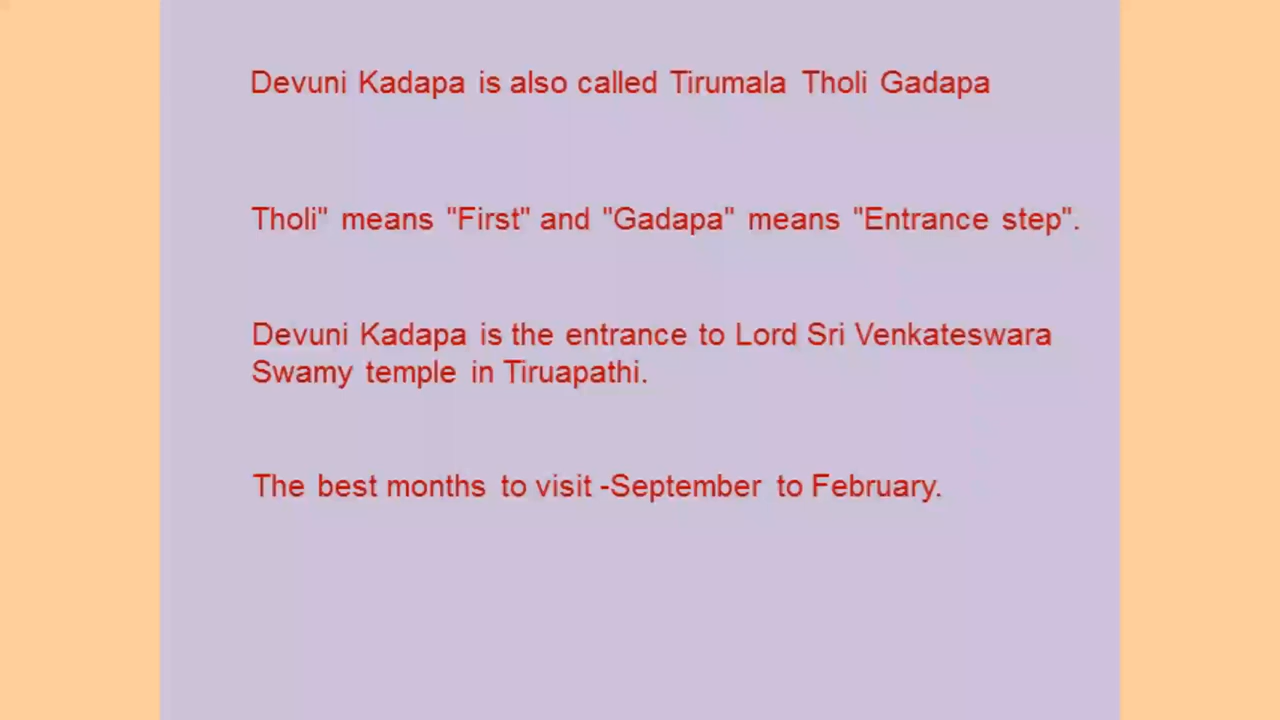 Devuni Kadapa is also called Tirumala Tholi Gadapa
Tholi" means "First" and "Gadapa" means "Entrance step".
Devuni Kadapa is the entrance to Lord Sri Venkateswara
Swamy temple in Tiruapathi.
The best months to visit -September to February.